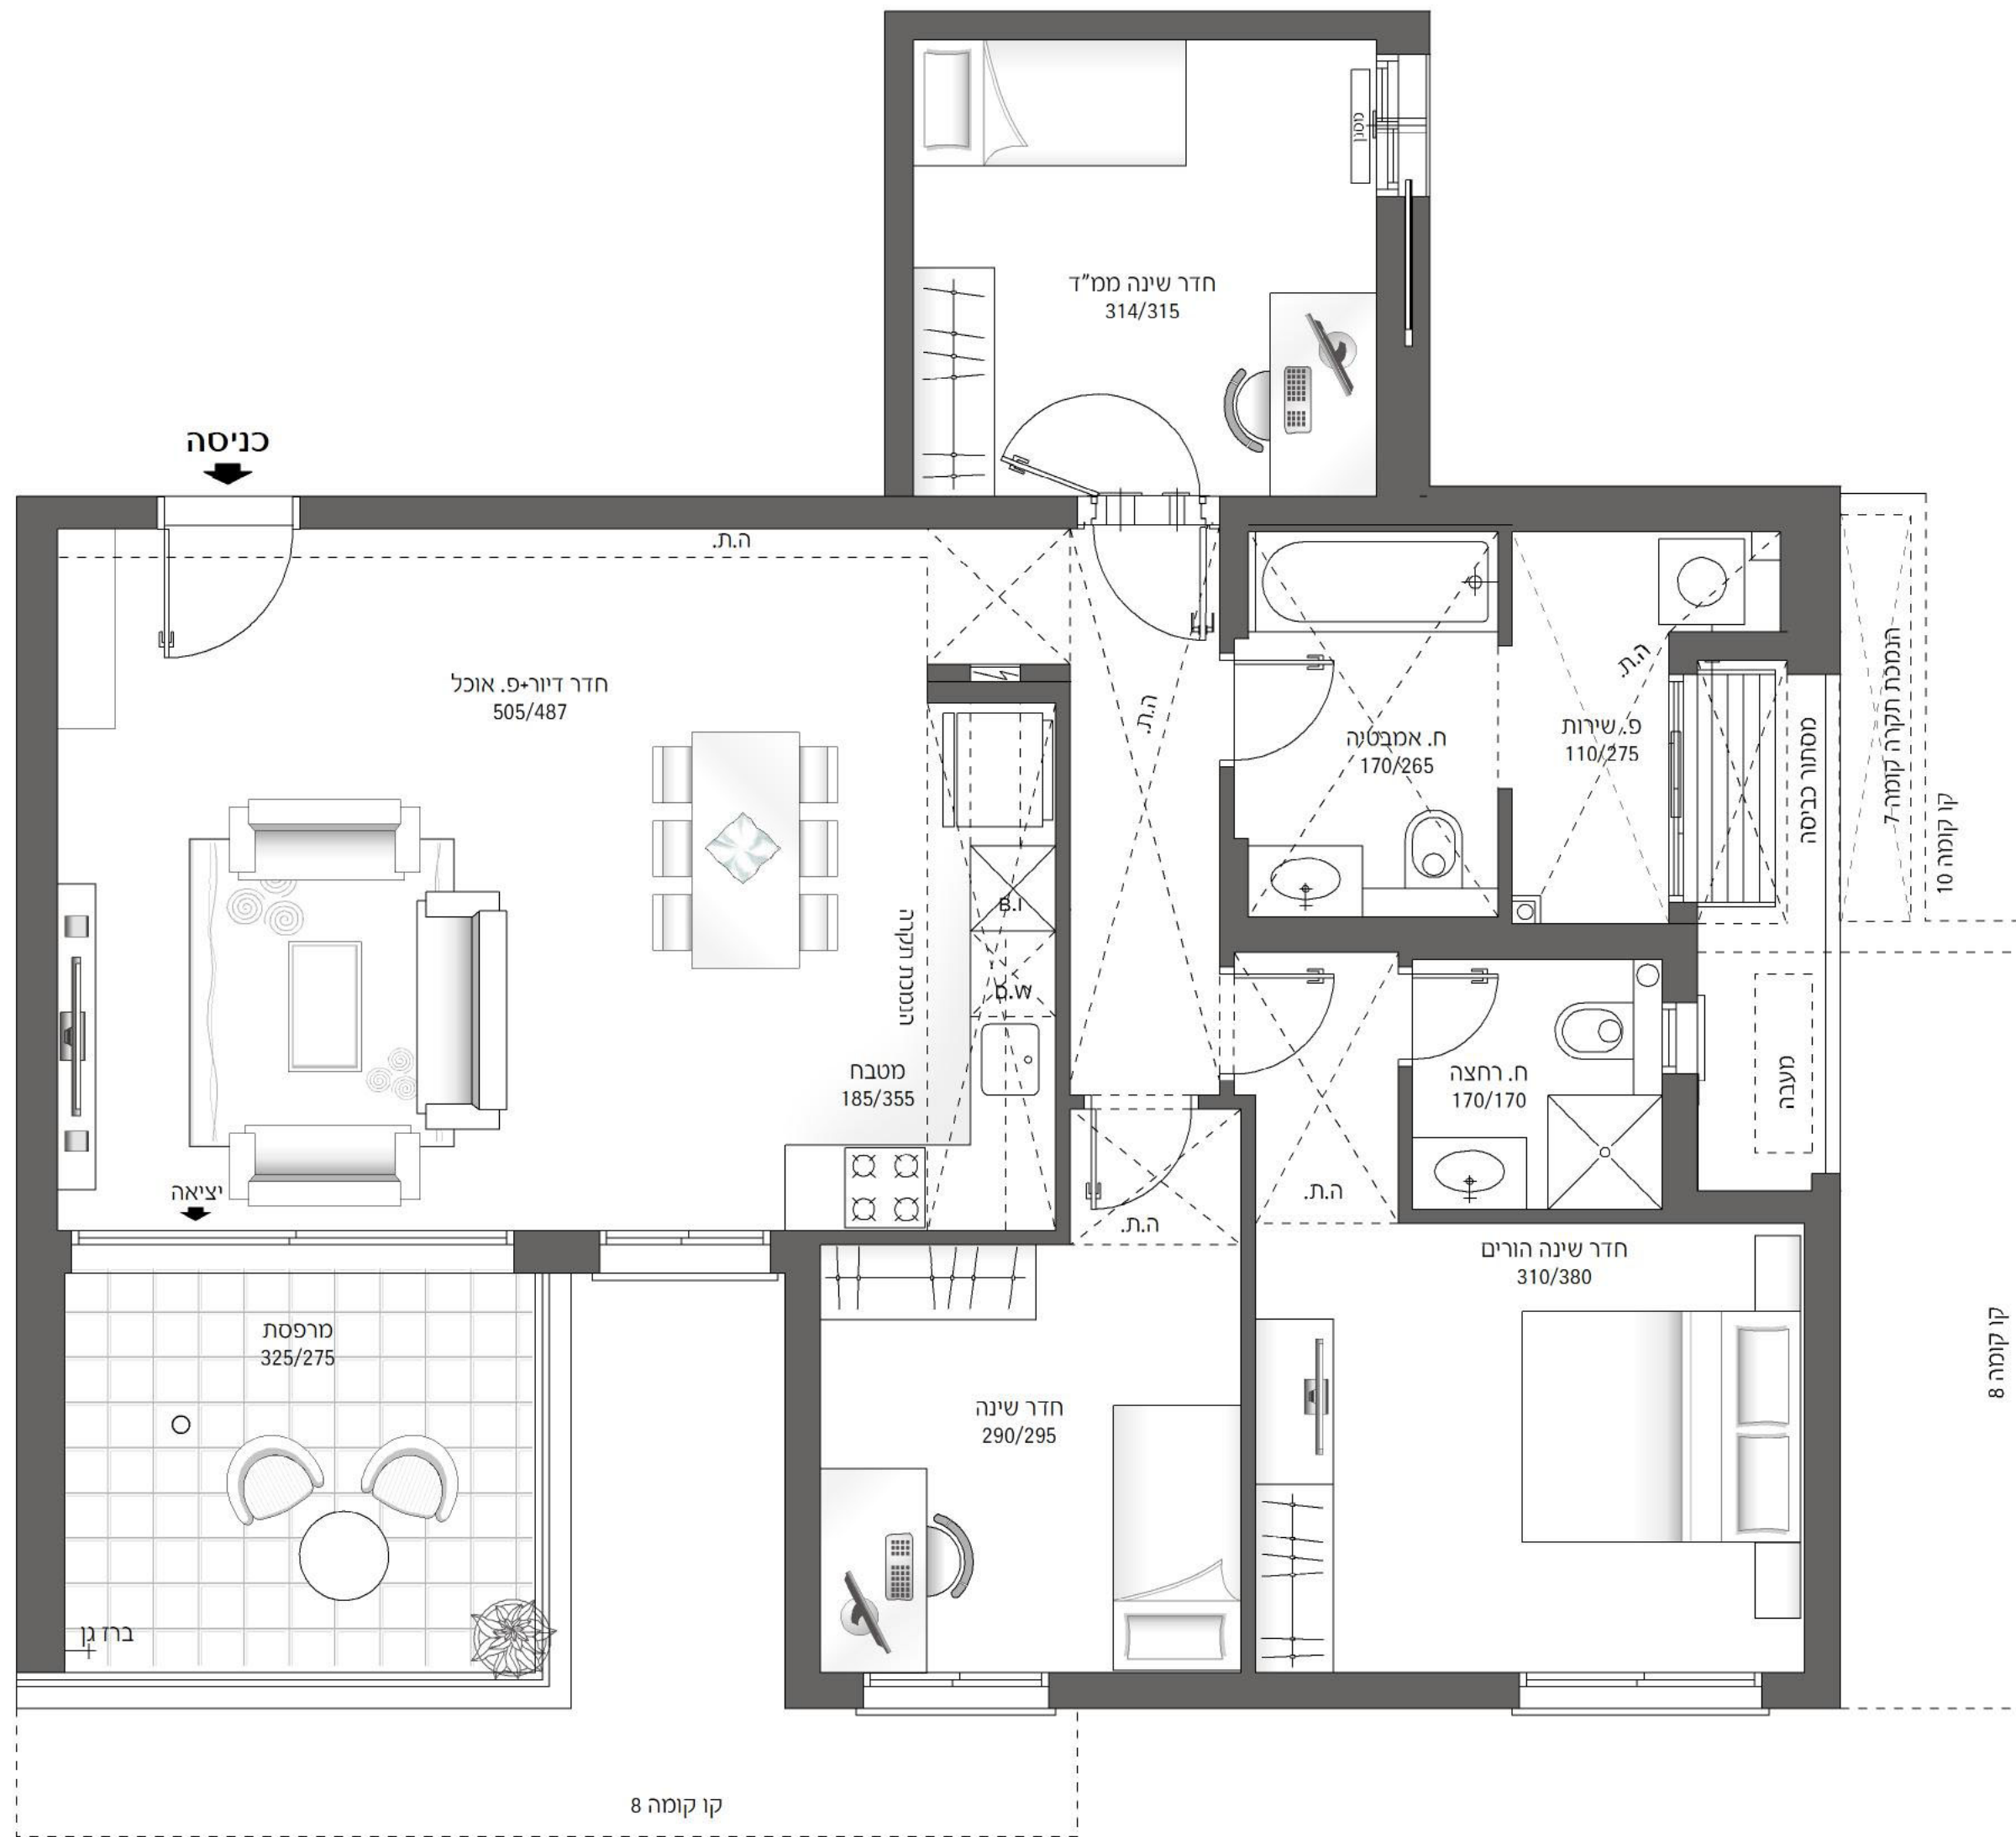 מסנן
חדר שינה ממ"ד
314/315
כניסה
ה.ת.
חדר דיור+פ. אוכל
505/487
ה.ת.
ח. אמבטיה
170/265
ה.ת.
פ. שירות
110/275
מסתור כביסה
הנמכת תקרה קומה 7
קו קומה 10
B.I
D.W
הנמכת תקרה
מטבח
185/355
ח. רחצה
170/170
מעבה
יציאה
ה.ת.
ה.ת.
חדר שינה הורים
310/380
מרפסת
325/275
חדר שינה
290/295
קו קומה 8
ברז גן
קו קומה 8